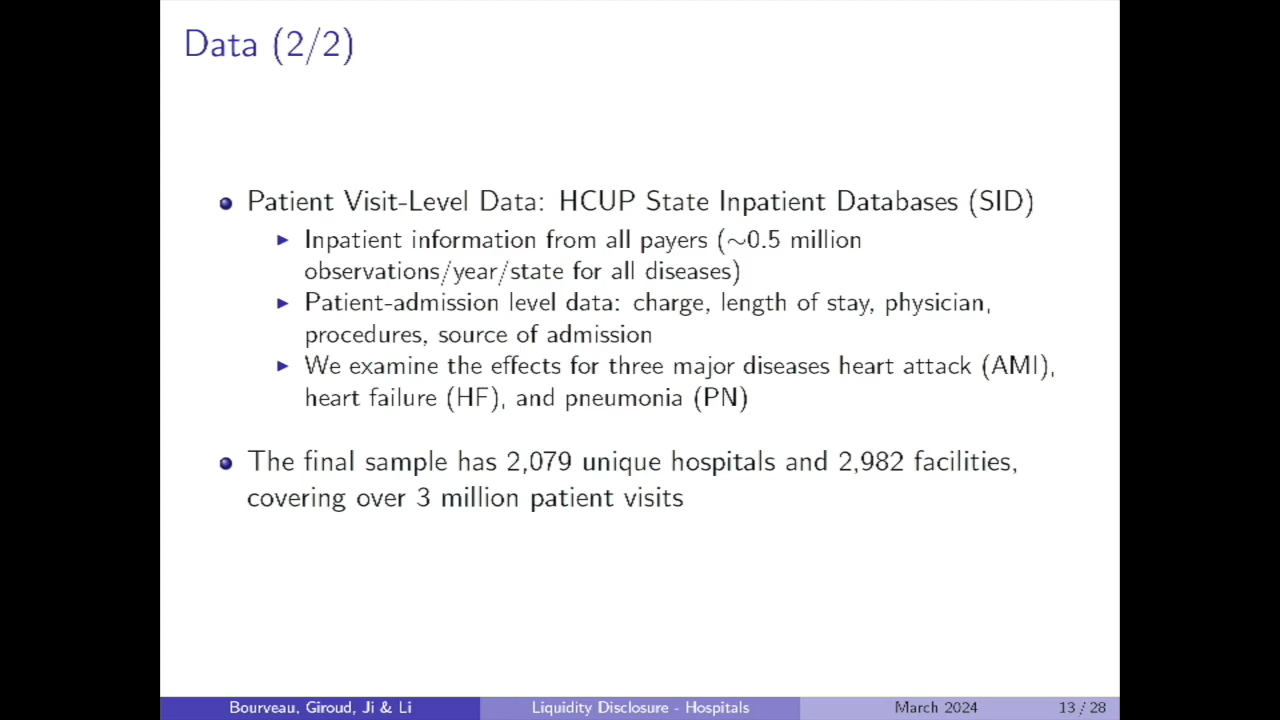 Data (2/2)
Patient Visit-Level Data: HCUP State Inpatient Databases (SID)
Inpatient information from all payers (∼0.5 million
observations/year/state for all diseases)
Patient-admission level data: charge, length of stay, physician,
procedures, source of admission
We examine the effects for three major diseases heart attack (AMI),
heart failure (HF), and pneumonia (PN)
The final sample has 2,079 unique hospitals and 2,982 facilities,
covering over 3 million patient visits
Bourveau, Giroud, Ji & Li
Liquidity Disclosure - Hospitals
March 2024
13 / 28